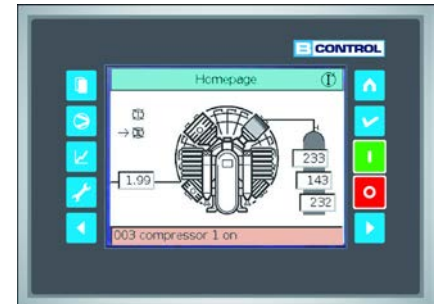 B CONTROL
Homepage
1.99
233
143
232
003 compressor 1 on